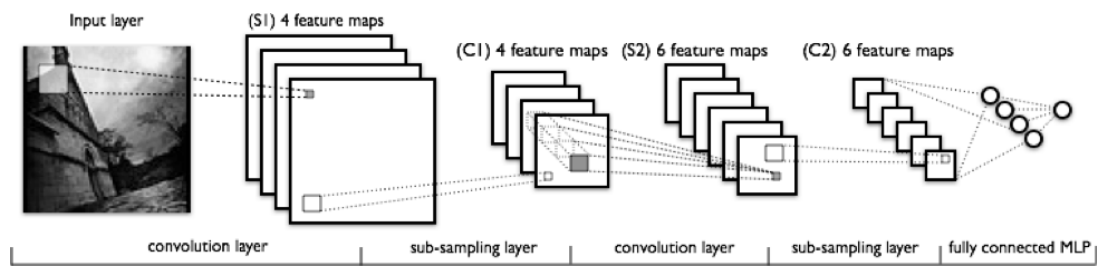 Input layer
(S1) 4 feature maps
(C1) 4 feature maps
(S2) 6 feature maps
(C2) 6 feature maps
convolution layer
sub-sampling layer
convolution layer
sub-sampling layer
fully connected MLP